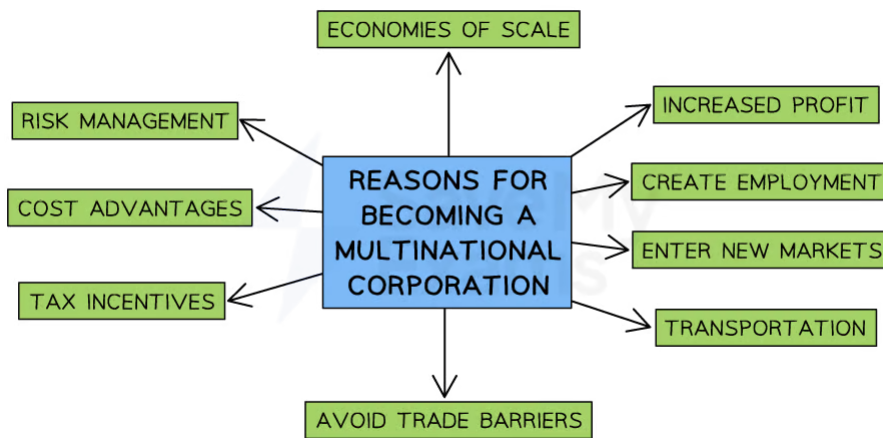 ECONOMIES OF SCALE
RISK MANAGEMENT
INCREASED PROFIT
REASONS FOR
BECOMING A
MULTINATIONAL
CORPORATION
COST ADVANTAGES
CREATE EMPLOYMENT
ENTER NEW MARKETS
TAX INCENTIVES
TRANSPORTATION
AVOID TRADE BARRIERS